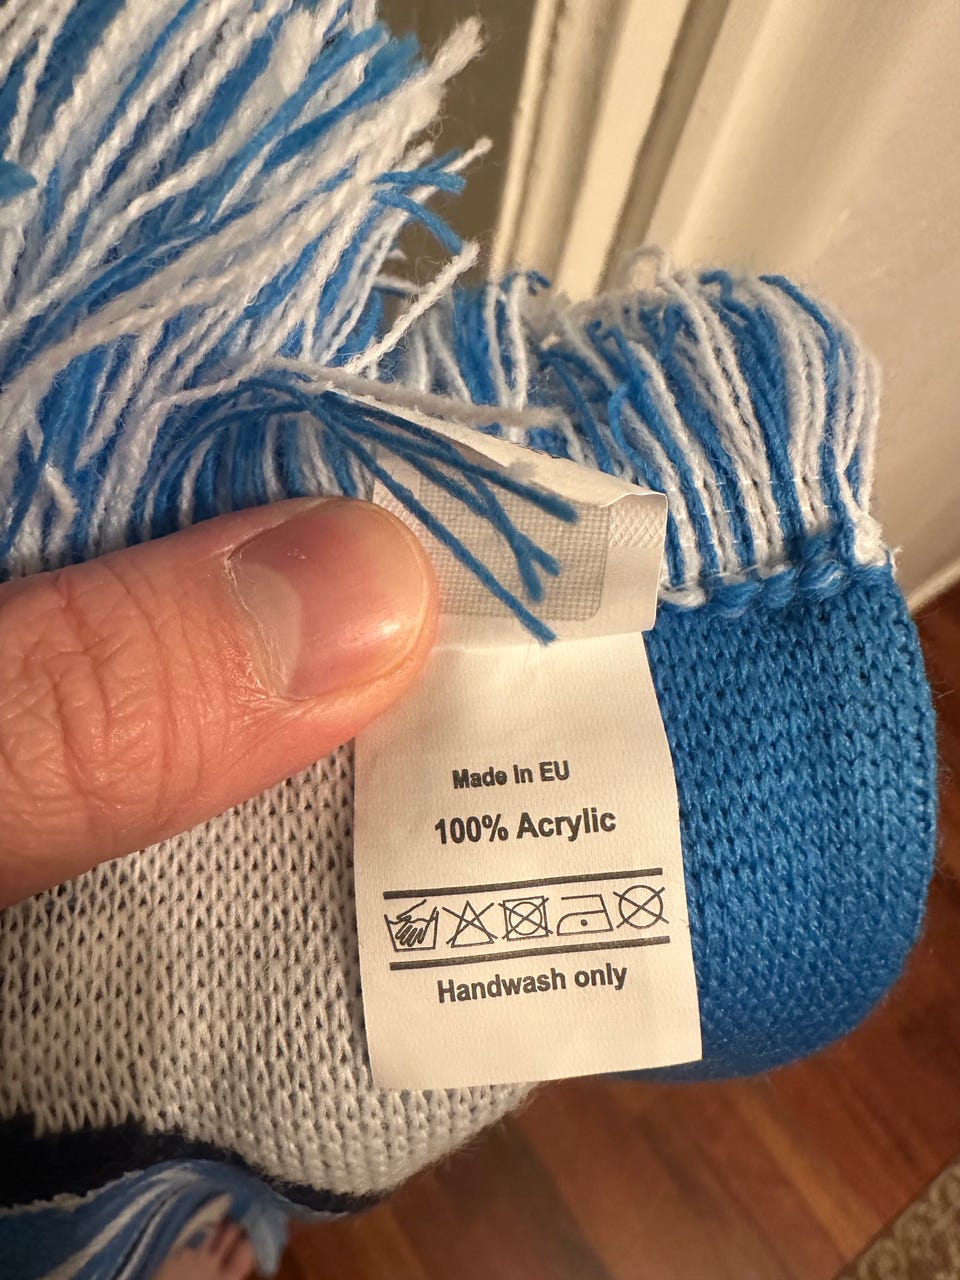 Made in EU
100% Acrylic
Handwash only